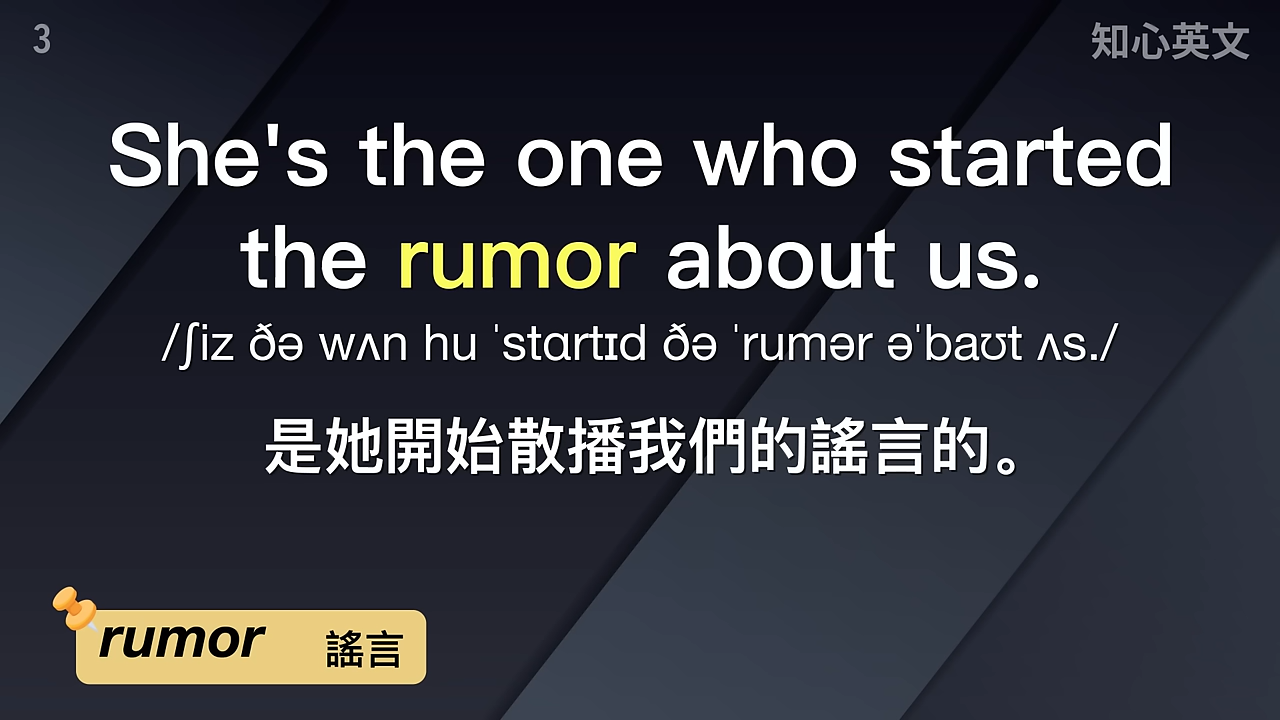 3
知心英文
She's the one who started
the rumor about us.
/ʃiz ðə wʌn hu ˈstɑrtɪd ðə ˈrumər əˈbaʊt ʌs./
是她開始散播我們的謠言的。
rumor 謠言